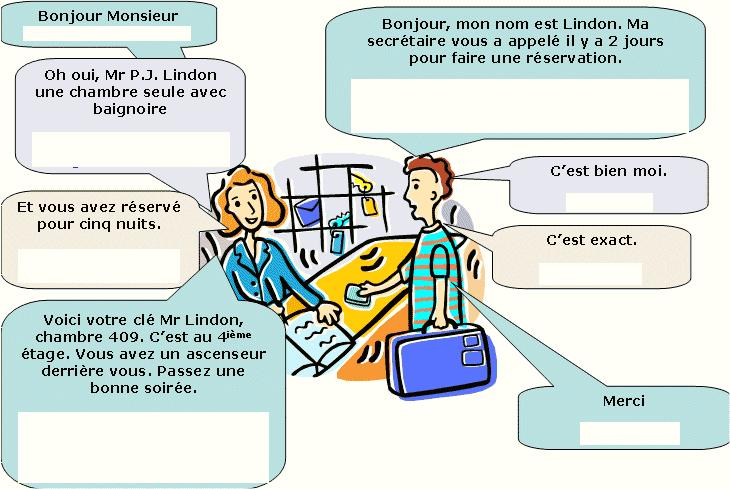 Bonjour Monsieur
Bonjour, mon nom est Lindon. Ma
secrétaire vous a appelé il y a 2 jours
pour faire une réservation.
Oh oui, Mr P.J. Lindon
une chambre seule avec
baignoire
C'est bien moi.
Et vous avez réservé
pour cinq nuits.
C'est exact.
Voici votre clé Mr Lindon,
chambre 409. C'est au 4ième
étage. Vous avez un ascenseur
derrière vous. Passez une
bonne soirée.
Merci